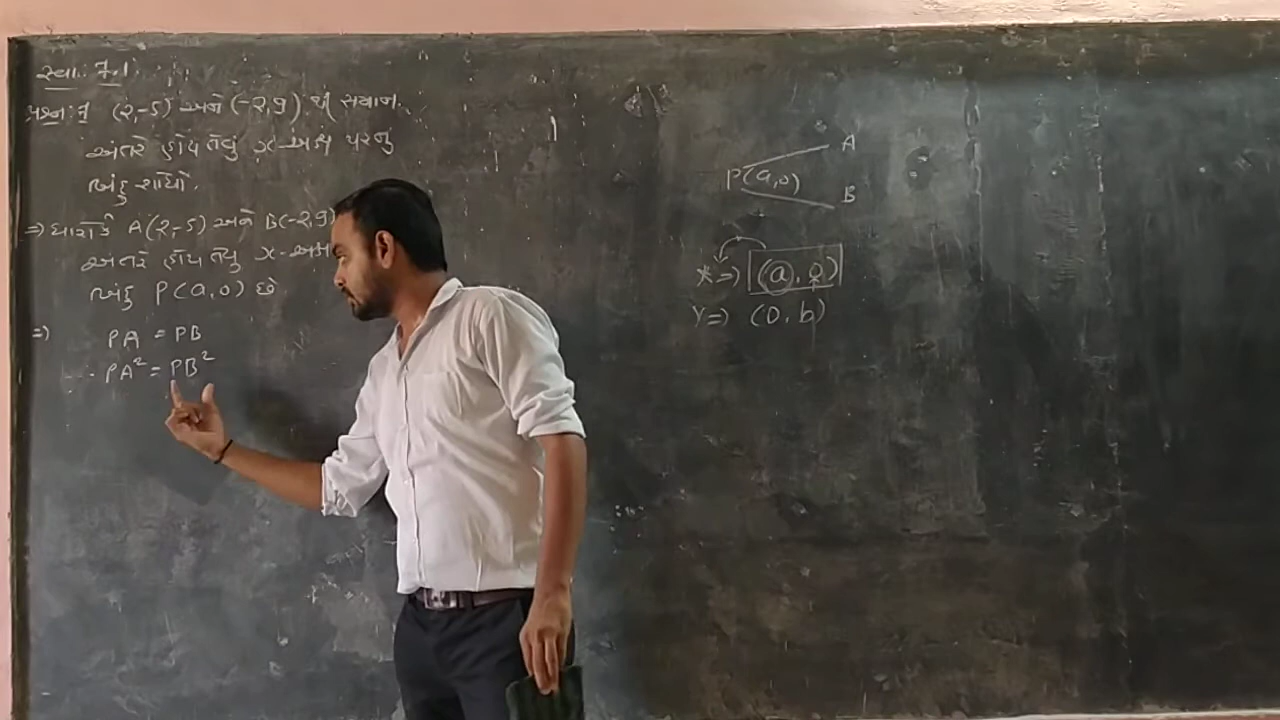 સ્વા. 7.1
પ્રશ્ન: 7 (2,-5) અને (-2,9) થી સમાન
અંતરે હોય તેવું x-અક્ષ પરનું
બિંદુ શોધો.
⇒ ધારોકે A(2,-5) અને B(-2,9)
અંતરે હોય તેવું x-અક્ષ
બિંદુ P(a,0) છે
⇒) PA = PB
∴ PA² = PB²
A
P(a,0)
B
X ⇒ (a, 0)
Y ⇒ (0, b)